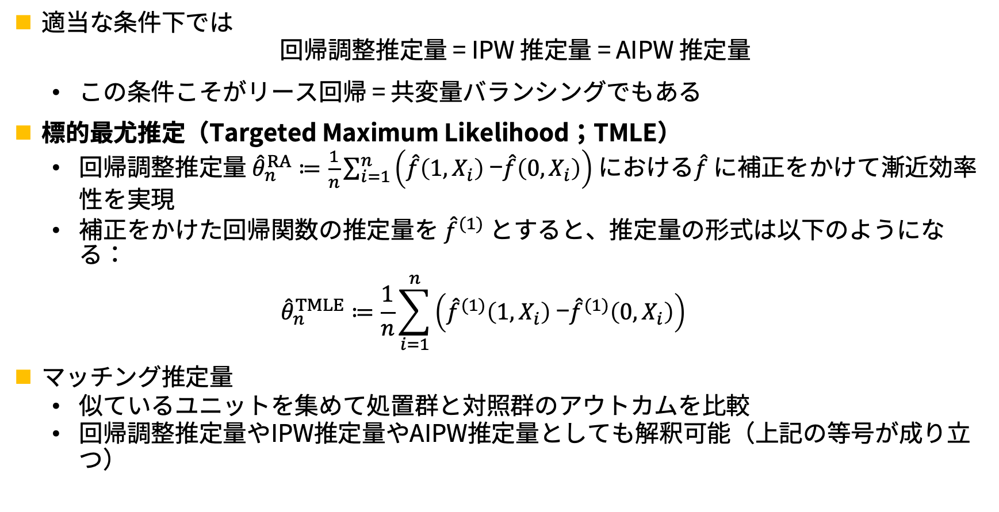 ■ 適当な条件下では
回帰調整推定量 = IPW 推定量 = AIPW 推定量
• この条件こそがリース回帰 = 共変量バランシングでもある
■ 標的最尤推定（Targeted Maximum Likelihood；TMLE）
• 回帰調整推定量 $\hat{\theta}_n^{\mathrm{RA}} := \frac{1}{n}\sum_{i=1}^{n}\left(\hat{f}(1, X_i) - \hat{f}(0, X_i)\right)$ における $\hat{f}$ に補正をかけて漸近効率
性を実現
• 補正をかけた回帰関数の推定量を $\hat{f}^{(1)}$ とすると、推定量の形式は以下のようにな
る：
$\hat{\theta}_n^{\mathrm{TMLE}} := \frac{1}{n}\sum_{i=1}^{n}\left(\hat{f}^{(1)}(1, X_i) - \hat{f}^{(1)}(0, X_i)\right)$
■ マッチング推定量
• 似ているユニットを集めて処置群と対照群のアウトカムを比較
• 回帰調整推定量やIPW推定量やAIPW推定量としても解釈可能（上記の等号が成り立
つ）